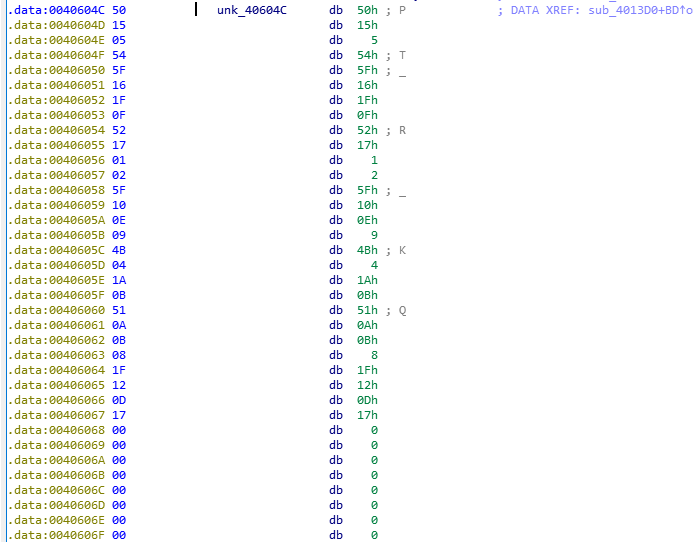 .data:0040604C 50 unk_40604C db 50h ; P ; DATA XREF: sub_4013D0+BD↑o
.data:0040604D 15 db 15h
.data:0040604E 05 db 5
.data:0040604F 54 db 54h ; T
.data:00406050 5F db 5Fh ; _
.data:00406051 16 db 16h
.data:00406052 1F db 1Fh
.data:00406053 0F db 0Fh
.data:00406054 52 db 52h ; R
.data:00406055 17 db 17h
.data:00406056 01 db 1
.data:00406057 02 db 2
.data:00406058 5F db 5Fh ; _
.data:00406059 10 db 10h
.data:0040605A 0E db 0Eh
.data:0040605B 09 db 9
.data:0040605C 4B db 4Bh ; K
.data:0040605D 04 db 4
.data:0040605E 1A db 1Ah
.data:0040605F 0B db 0Bh
.data:00406060 51 db 51h ; Q
.data:00406061 0A db 0Ah
.data:00406062 0B db 0Bh
.data:00406063 08 db 8
.data:00406064 1F db 1Fh
.data:00406065 12 db 12h
.data:00406066 0D db 0Dh
.data:00406067 17 db 17h
.data:00406068 00 db 0
.data:00406069 00 db 0
.data:0040606A 00 db 0
.data:0040606B 00 db 0
.data:0040606C 00 db 0
.data:0040606D 00 db 0
.data:0040606E 00 db 0
.data:0040606F 00 db 0